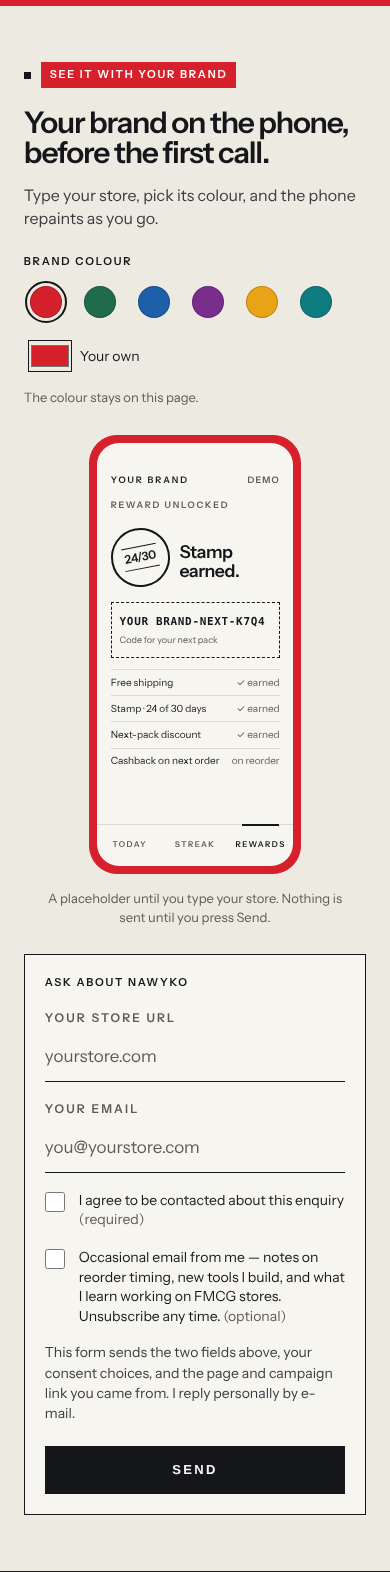 SEE IT WITH YOUR BRAND
Your brand on the phone,
before the first call.
Type your store, pick its colour, and the phone
repaints as you go.
BRAND COLOUR
Your own
The colour stays on this page.
YOUR BRAND DEMO
REWARD UNLOCKED
24/30
Stamp
earned.
YOUR BRAND-NEXT-K7Q4
Code for your next pack
Free shipping ✓ earned
Stamp · 24 of 30 days ✓ earned
Next-pack discount ✓ earned
Cashback on next order on reorder
TODAY STREAK REWARDS
A placeholder until you type your store. Nothing is
sent until you press Send.
ASK ABOUT NAWYKO
YOUR STORE URL
yourstore.com
YOUR EMAIL
you@yourstore.com
I agree to be contacted about this enquiry
(required)
Occasional email from me — notes on
reorder timing, new tools I build, and what
I learn working on FMCG stores.
Unsubscribe any time. (optional)
This form sends the two fields above, your
consent choices, and the page and campaign
link you came from. I reply personally by e-
mail.
SEND